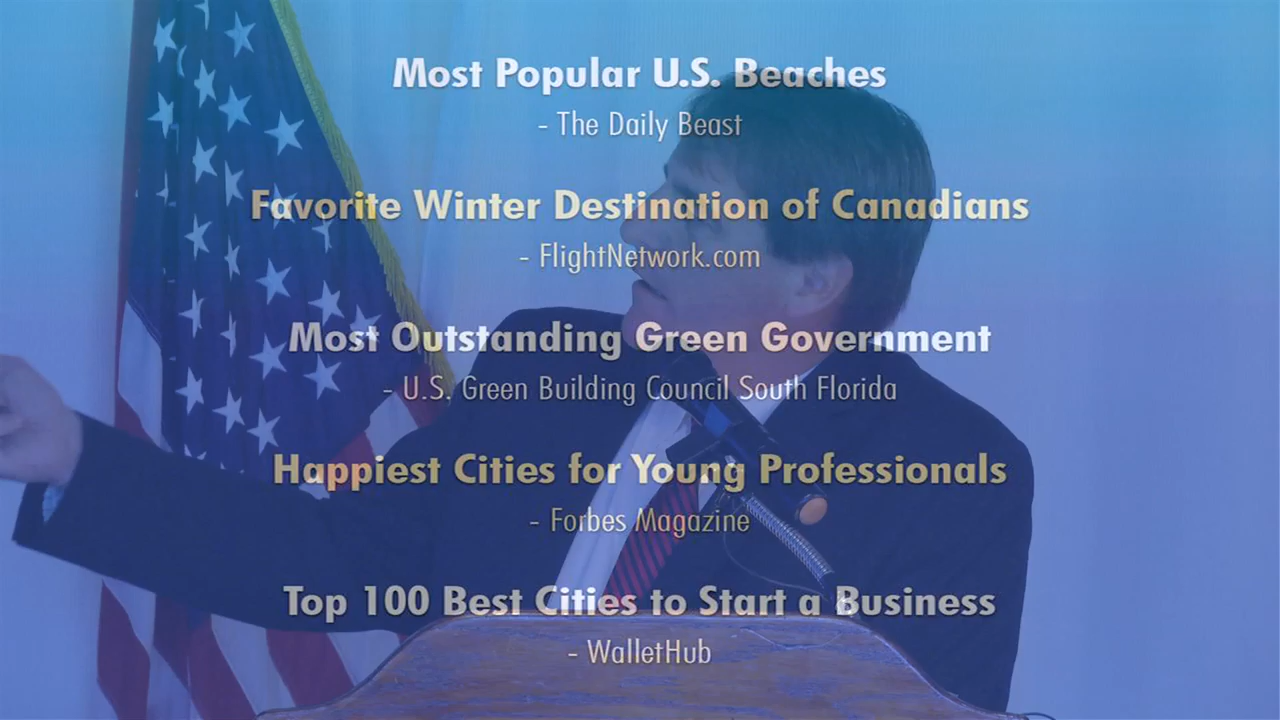 Most Popular U.S. Beaches
- The Daily Beast
Favorite Winter Destination of Canadians
- FlightNetwork.com
Most Outstanding Green Government
- U.S. Green Building Council South Florida
Happiest Cities for Young Professionals
- Forbes Magazine
Top 100 Best Cities to Start a Business
- WalletHub